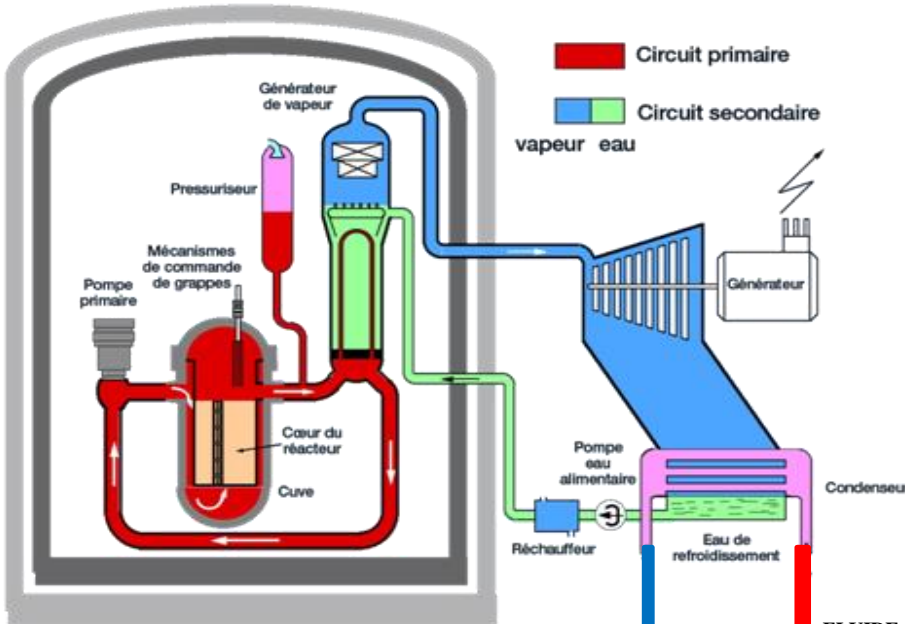 Circuit primaire
Circuit secondaire
vapeur eau
Générateur
de vapeur
Pressuriseur
Mécanismes
de commande
de grappes
Pompe
primaire
Générateur
Cœur du
réacteur
Cuve
Pompe
eau
alimentaire
Condenseu
Réchauffeur
Eau de
refroidissement
FLUIDE